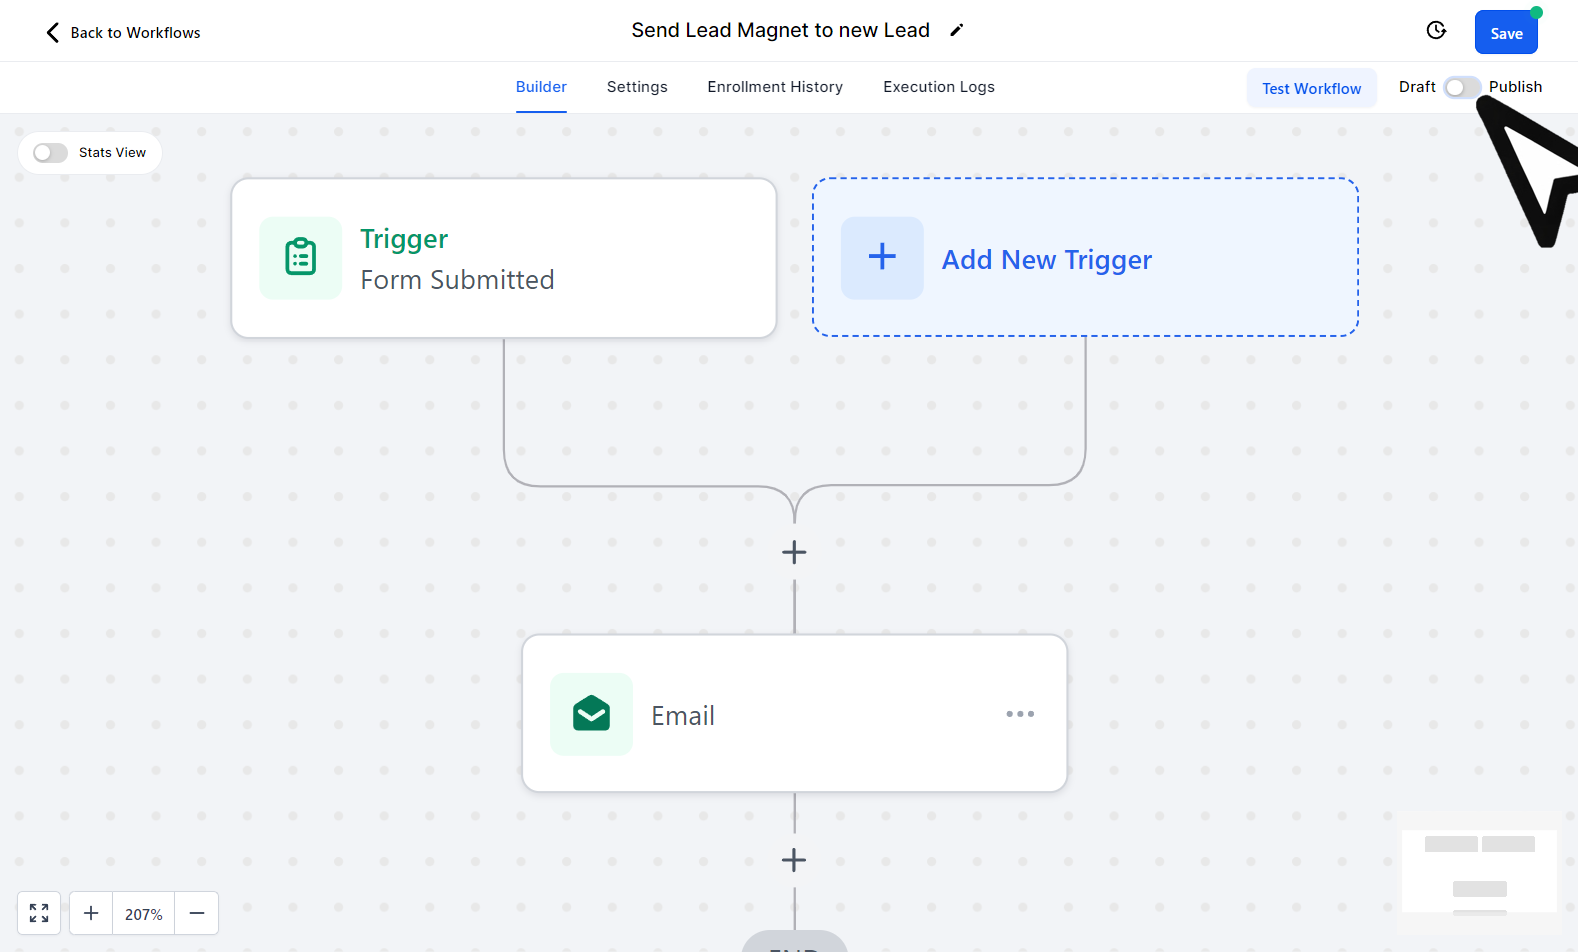 Back to Workflows
Send Lead Magnet to new Lead
Save
Builder
Settings
Enrollment History
Execution Logs
Test Workflow
Draft
Publish
Stats View
Trigger
Form Submitted
Add New Trigger
Email
207%
END